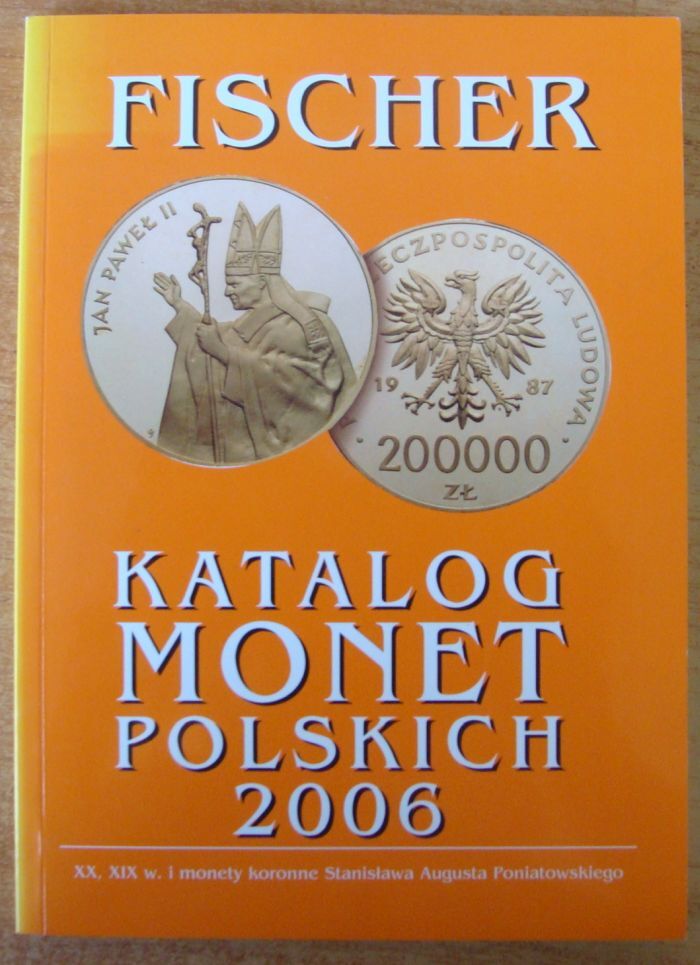 FISCHER
JAN PAWEŁ II
RZECZPOSPOLITA LUDOWA
19 87
200000
ZŁ
KATALOG
MONET
POLSKICH
2006
XX, XIX w. i monety koronne Stanisława Augusta Poniatowskiego